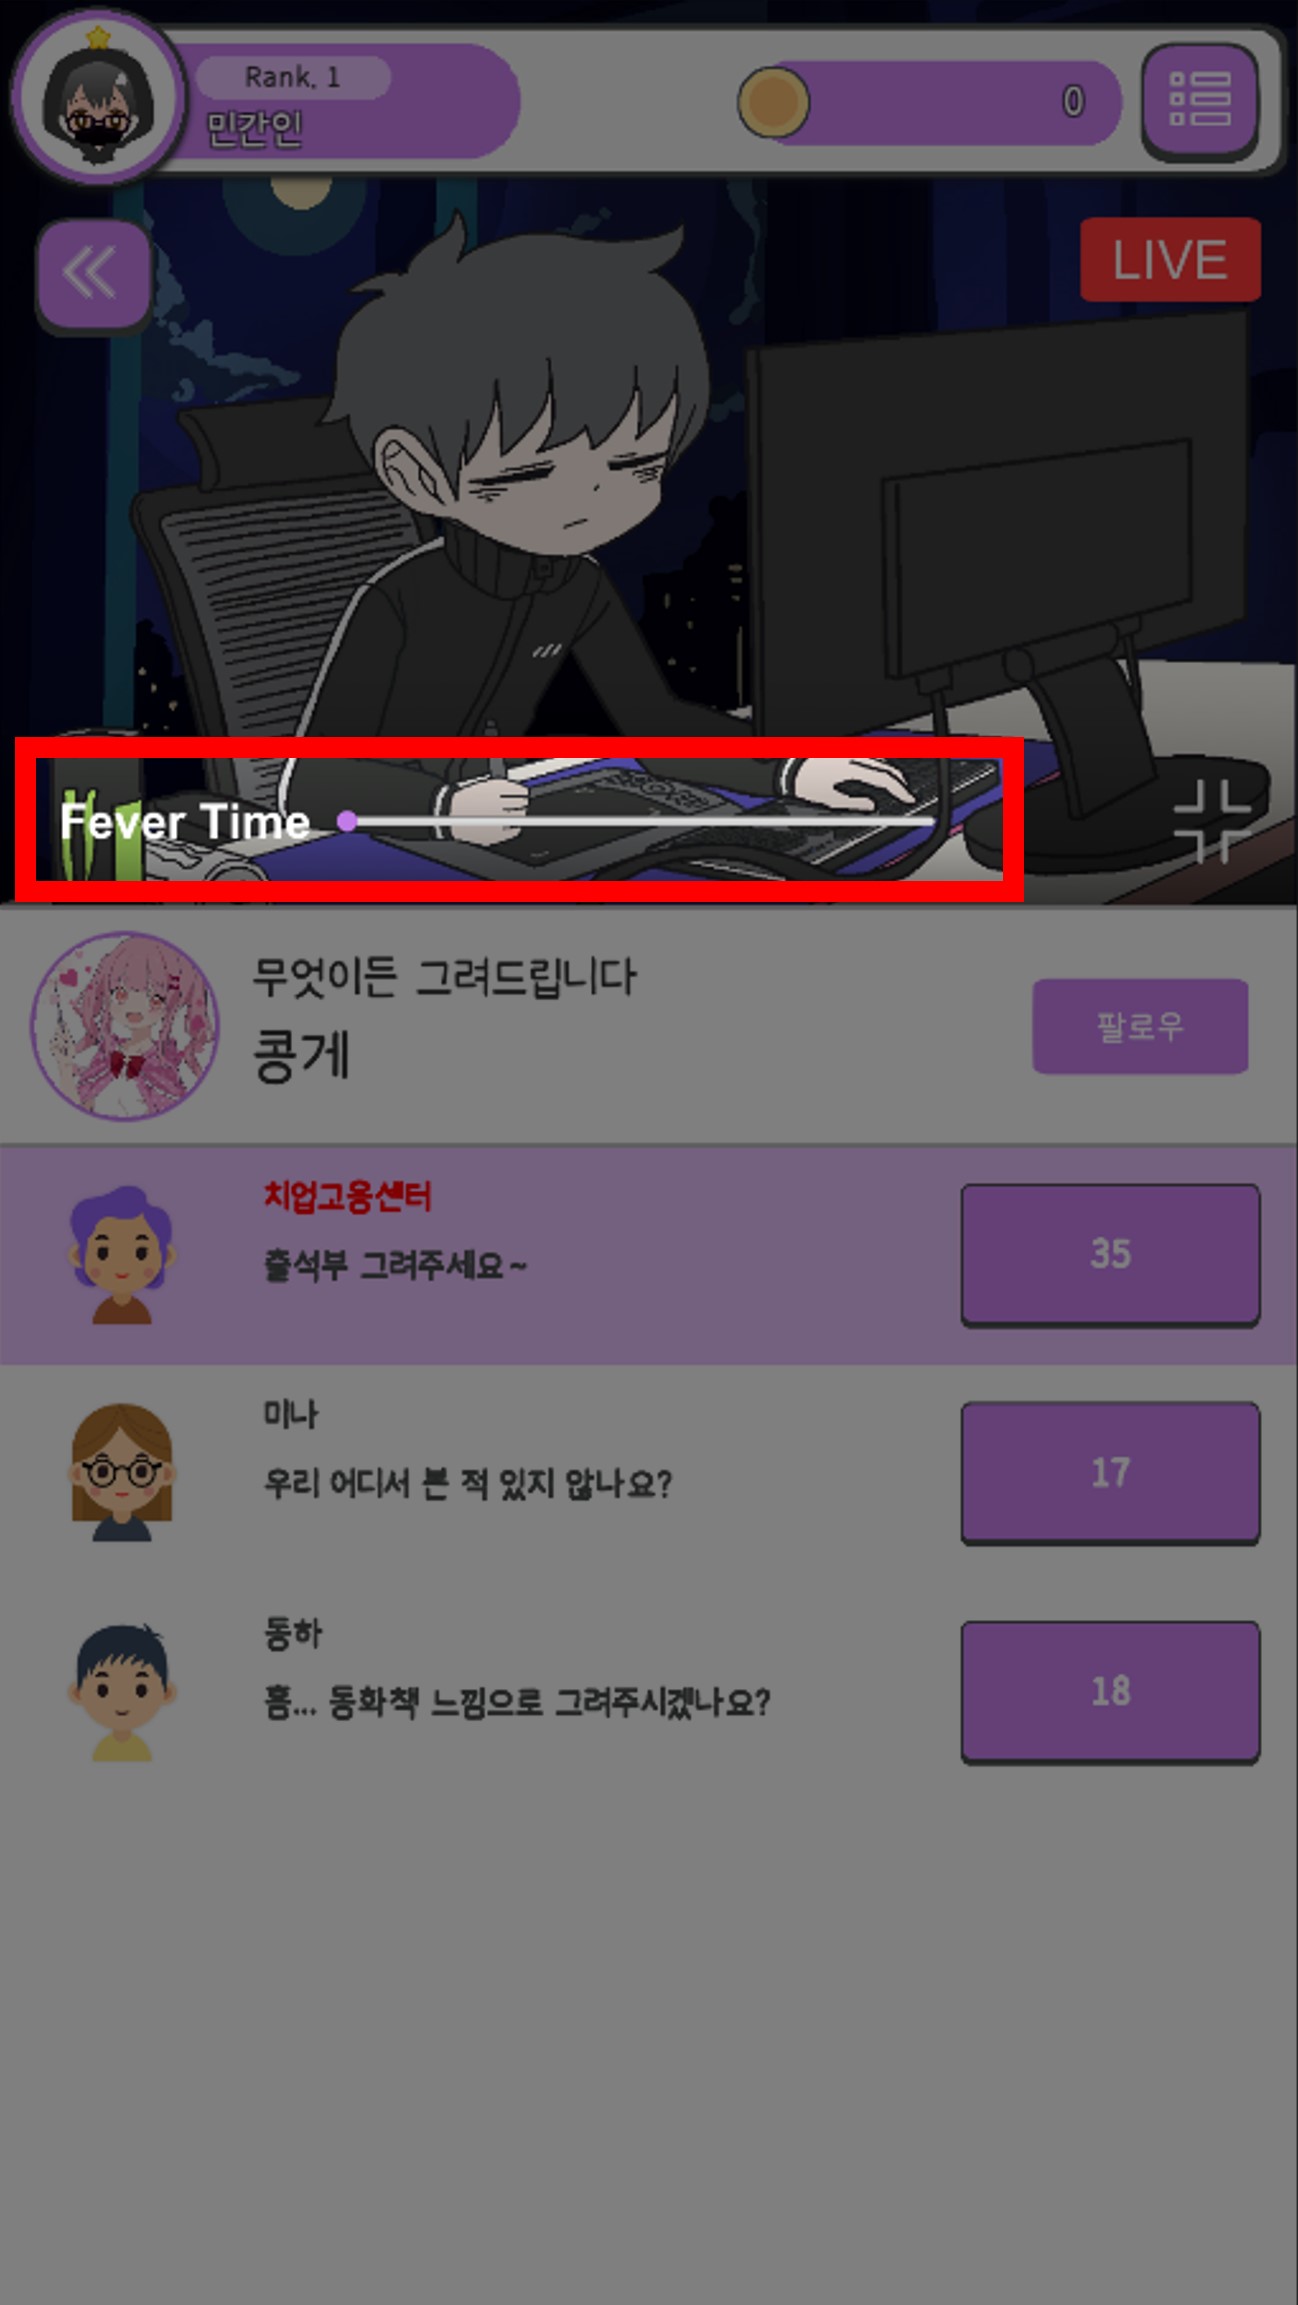 Rank. 1
민간인
0
LIVE
Fever Time
무엇이든 그려드립니다
콩게
팔로우
치업고용센터
출석부 그려주세요~
35
미나
우리 어디서 본 적 있지 않나요?
17
동하
흠... 동화책 느낌으로 그려주시겠나요?
18